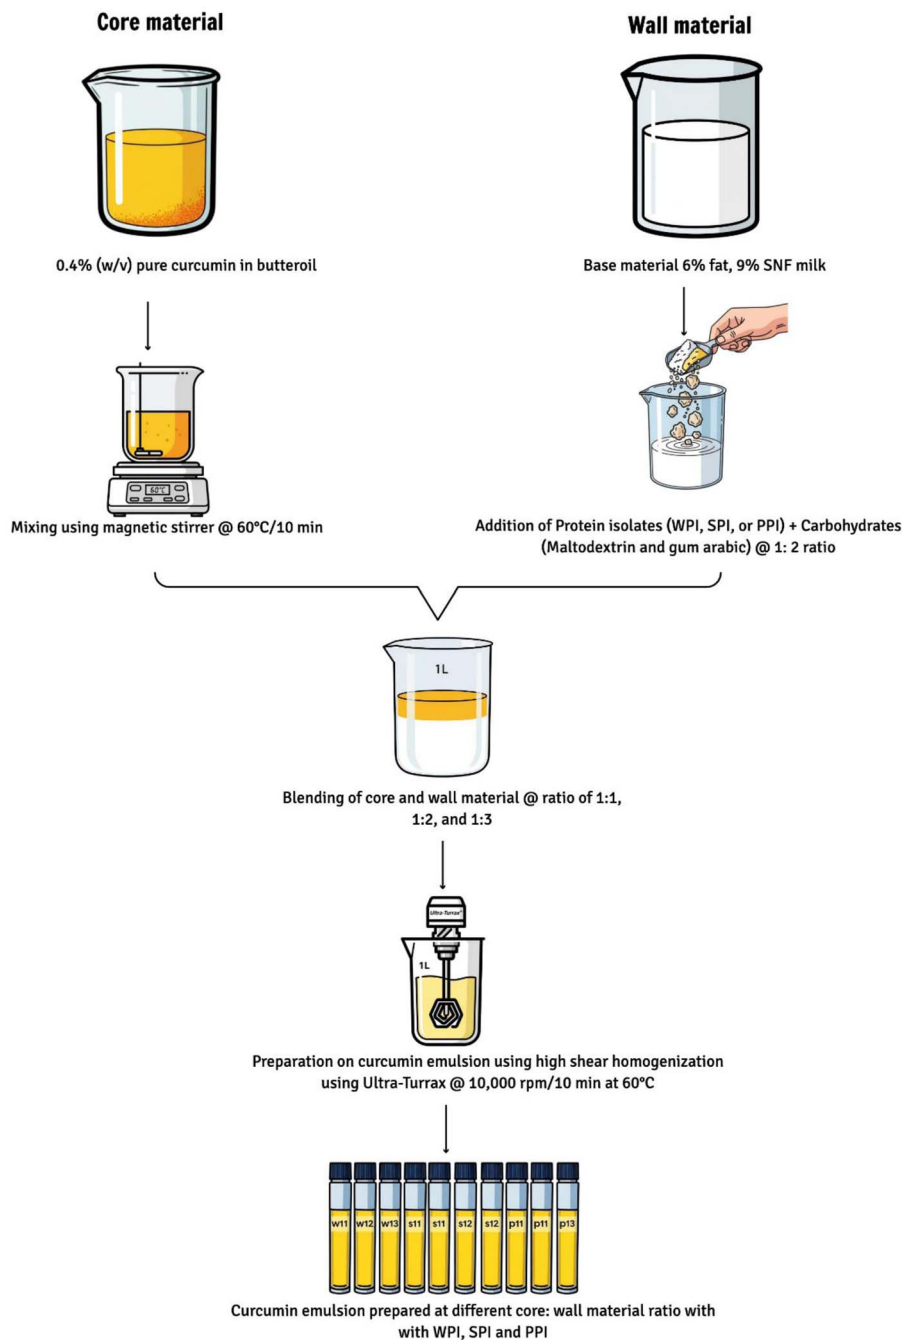 Core material
Wall material
0.4% (w/v) pure curcumin in butteroil
Base material 6% fat, 9% SNF milk
60°C
Mixing using magnetic stirrer @ 60°C/10 min
Addition of Protein isolates (WPI, SPI, or PPI) + Carbohydrates
(Maltodextrin and gum arabic) @ 1: 2 ratio
1L
Blending of core and wall material @ ratio of 1:1,
1:2, and 1:3
Ultra-Turrax
1L
Preparation on curcumin emulsion using high shear homogenization
using Ultra-Turrax @ 10,000 rpm/10 min at 60°C
w11 w12 w13 s11 s11 s12 s12 p11 p11 p13
Curcumin emulsion prepared at different core: wall material ratio with
with WPI, SPI and PPI